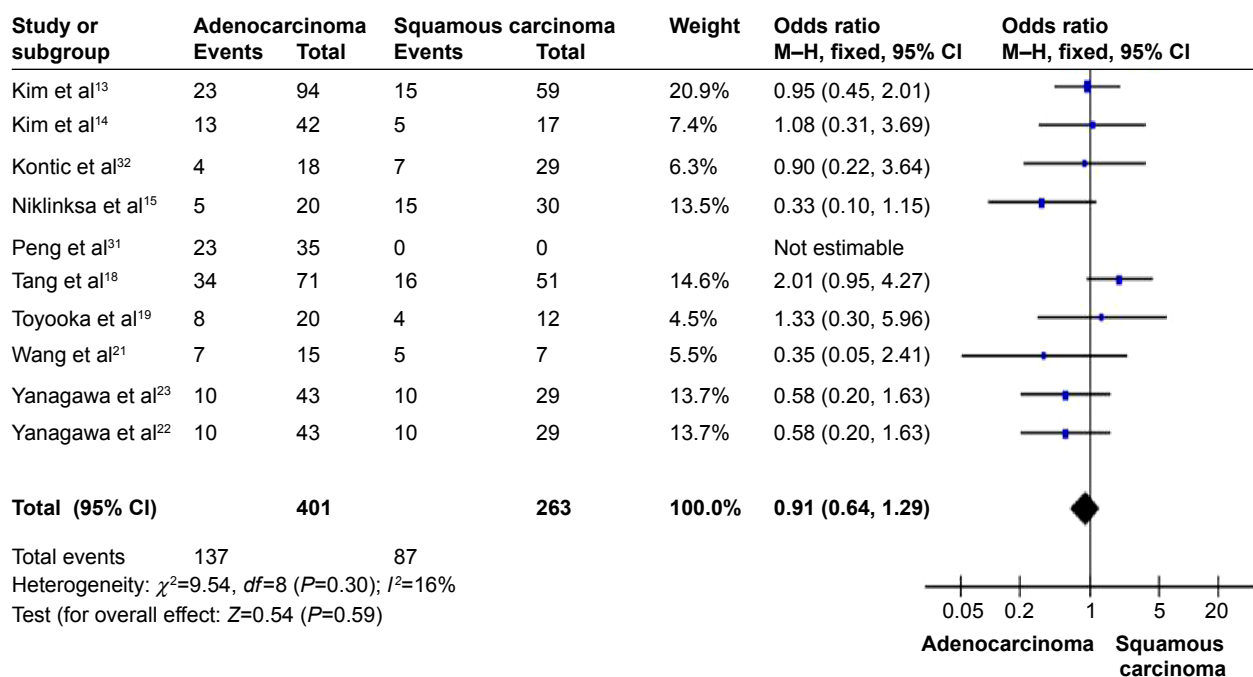 Study or Adenocarcinoma Squamous carcinoma Weight Odds ratio Odds ratio
subgroup Events Total Events Total M–H, fixed, 95% CI M–H, fixed, 95% CI
Kim et al¹³ 23 94 15 59 20.9% 0.95 (0.45, 2.01)
Kim et al¹⁴ 13 42 5 17 7.4% 1.08 (0.31, 3.69)
Kontic et al³² 4 18 7 29 6.3% 0.90 (0.22, 3.64)
Niklinksa et al¹⁵ 5 20 15 30 13.5% 0.33 (0.10, 1.15)
Peng et al³¹ 23 35 0 0 Not estimable
Tang et al¹⁸ 34 71 16 51 14.6% 2.01 (0.95, 4.27)
Toyooka et al¹⁹ 8 20 4 12 4.5% 1.33 (0.30, 5.96)
Wang et al²¹ 7 15 5 7 5.5% 0.35 (0.05, 2.41)
Yanagawa et al²³ 10 43 10 29 13.7% 0.58 (0.20, 1.63)
Yanagawa et al²² 10 43 10 29 13.7% 0.58 (0.20, 1.63)
Total (95% CI) 401 263 100.0% 0.91 (0.64, 1.29)
Total events 137 87
Heterogeneity: χ²=9.54, df=8 (P=0.30); I²=16%
Test (for overall effect: Z=0.54 (P=0.59)
0.05 0.2 1 5 20
Adenocarcinoma Squamous
carcinoma